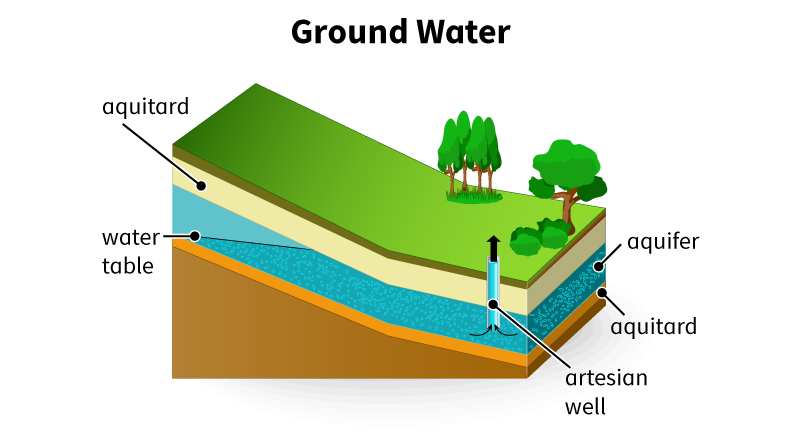 Ground Water
aquitard
water
table
aquifer
aquitard
artesian
well